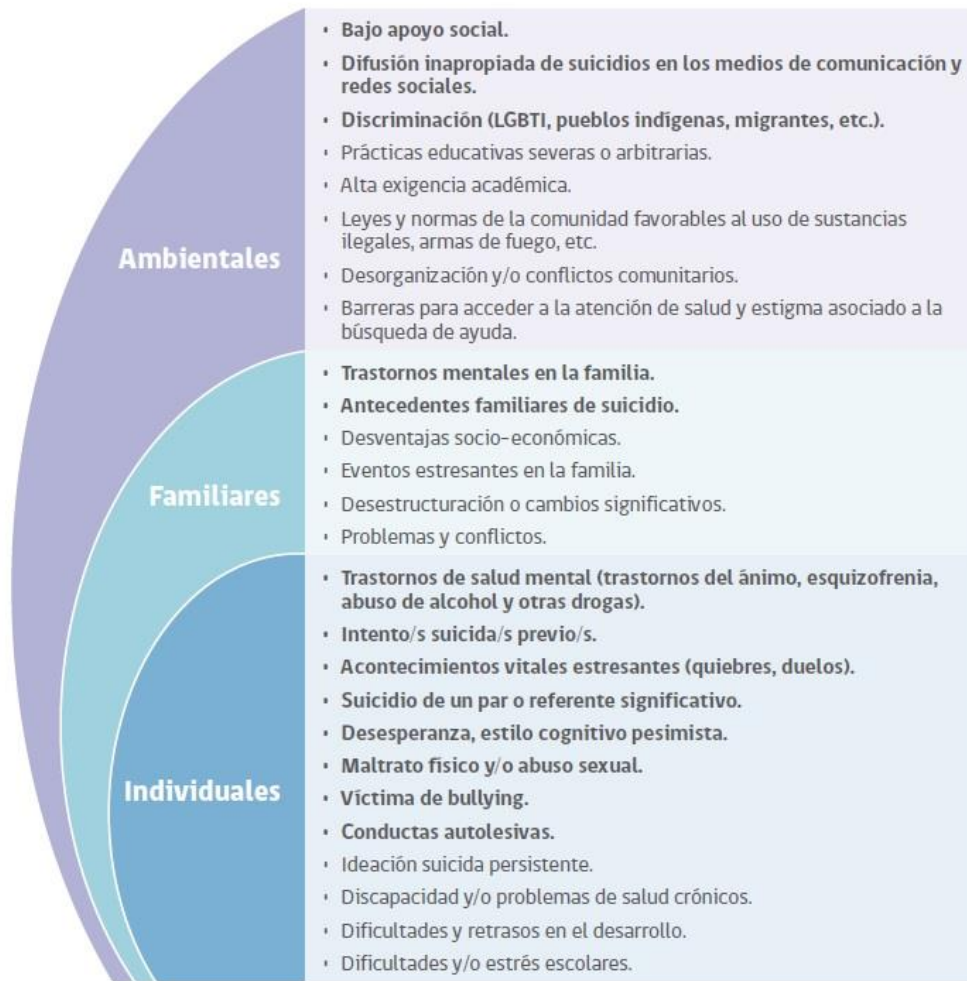 Ambientales
· Bajo apoyo social.
· Difusión inapropiada de suicidios en los medios de comunicación y
redes sociales.
· Discriminación (LGBTI, pueblos indígenas, migrantes, etc.).
· Prácticas educativas severas o arbitrarias.
· Alta exigencia académica.
· Leyes y normas de la comunidad favorables al uso de sustancias
ilegales, armas de fuego, etc.
· Desorganización y/o conflictos comunitarios.
· Barreras para acceder a la atención de salud y estigma asociado a la
búsqueda de ayuda.
Familiares
· Trastornos mentales en la familia.
· Antecedentes familiares de suicidio.
· Desventajas socio-económicas.
· Eventos estresantes en la familia.
· Desestructuración o cambios significativos.
· Problemas y conflictos.
Individuales
· Trastornos de salud mental (trastornos del ánimo, esquizofrenia,
abuso de alcohol y otras drogas).
· Intento/s suicida/s previo/s.
· Acontecimientos vitales estresantes (quiebres, duelos).
· Suicidio de un par o referente significativo.
· Desesperanza, estilo cognitivo pesimista.
· Maltrato físico y/o abuso sexual.
· Víctima de bullying.
· Conductas autolesivas.
· Ideación suicida persistente.
· Discapacidad y/o problemas de salud crónicos.
· Dificultades y retrasos en el desarrollo.
· Dificultades y/o estrés escolares.